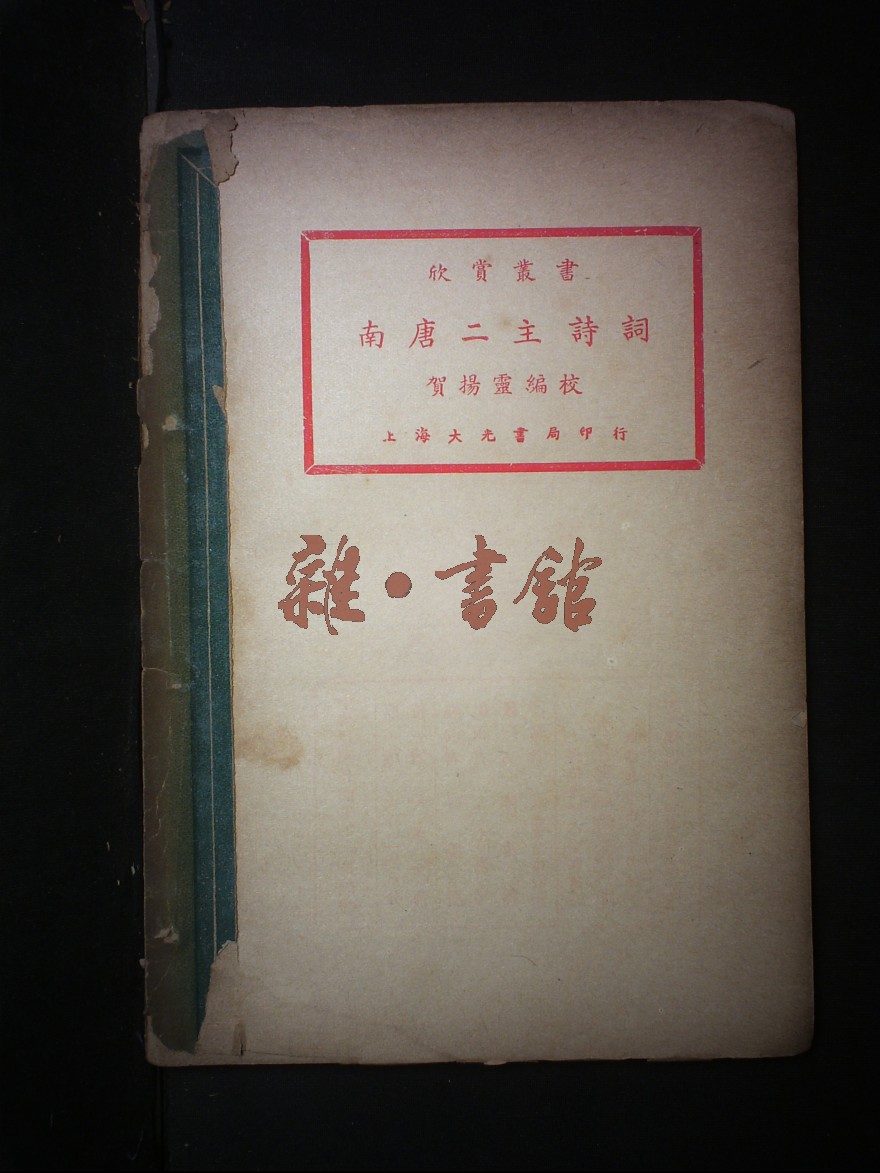 欣賞叢書
南唐二主詩詞
賀揚靈編校
上海大光書局印行
雜·書館